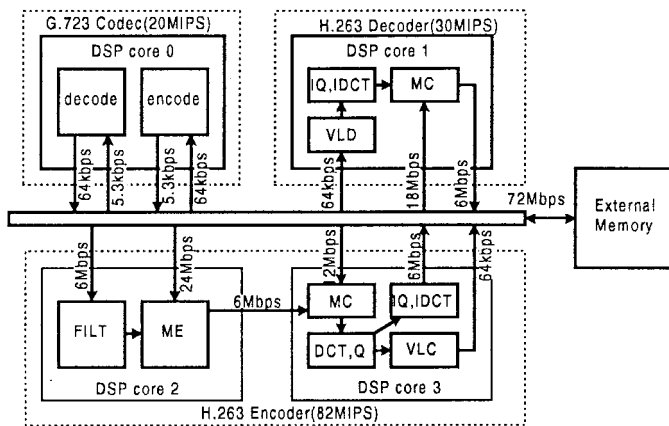 G.723 Codec(20MIPS)
DSP core 0
decode
encode
64kbps
5.3kbps
5.3kbps
64kbps
H.263 Decoder(30MIPS)
DSP core 1
IQ,IDCT
MC
VLD
64kbps
18Mbps
6Mbps
72Mbps
External
Memory
6Mbps
24Mbps
12Mbps
6Mbps
64kbps
FILT
ME
6Mbps
MC
IQ,IDCT
DCT,Q
VLC
DSP core 2
DSP core 3
H.263 Encoder(82MIPS)